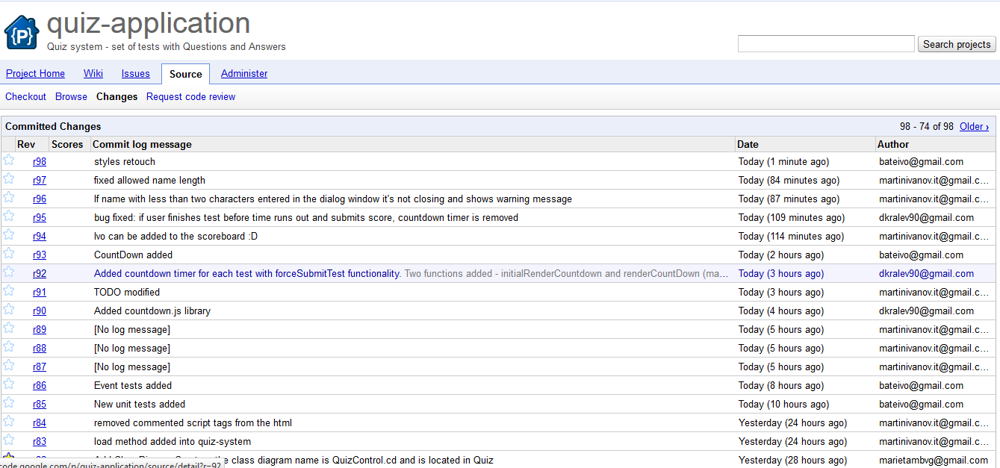 {P}
quiz-application
Quiz system - set of tests with Questions and Answers
Search projects
Project Home Wiki Issues Source Administer
Checkout Browse Changes Request code review
Committed Changes 98 - 74 of 98 Older ›
Rev Scores Commit log message Date Author
r98 styles retouch Today (1 minute ago) bateivo@gmail.com
r97 fixed allowed name length Today (84 minutes ago) martinivanov.it@gmail.c...
r96 If name with less than two characters entered in the dialog window it's not closing and shows warning message Today (87 minutes ago) martinivanov.it@gmail.c...
r95 bug fixed: if user finishes test before time runs out and submits score, countdown timer is removed Today (109 minutes ago) dkralev90@gmail.com
r94 Ivo can be added to the scoreboard :D Today (114 minutes ago) martinivanov.it@gmail.c...
r93 CountDown added Today (2 hours ago) bateivo@gmail.com
r92 Added countdown timer for each test with forceSubmitTest functionality. Two functions added - initialRenderCountdown and renderCountDown (ma... Today (3 hours ago) dkralev90@gmail.com
r91 TODO modified Today (3 hours ago) martinivanov.it@gmail.c...
r90 Added countdown.js library Today (4 hours ago) dkralev90@gmail.com
r89 [No log message] Today (5 hours ago) martinivanov.it@gmail.c...
r88 [No log message] Today (5 hours ago) martinivanov.it@gmail.c...
r87 [No log message] Today (5 hours ago) martinivanov.it@gmail.c...
r86 Event tests added Today (8 hours ago) bateivo@gmail.com
r85 New unit tests added Today (10 hours ago) bateivo@gmail.com
r84 removed commented script tags from the html Yesterday (24 hours ago) martinivanov.it@gmail.c...
r83 load method added into quiz-system Yesterday (24 hours ago) martinivanov.it@gmail.c...
class diagram name is QuizControl.cd and is located in Quiz Yesterday (28 hours ago) marietambvg@gmail.com
code.google.com/p/quiz-application/source/detail?r=92